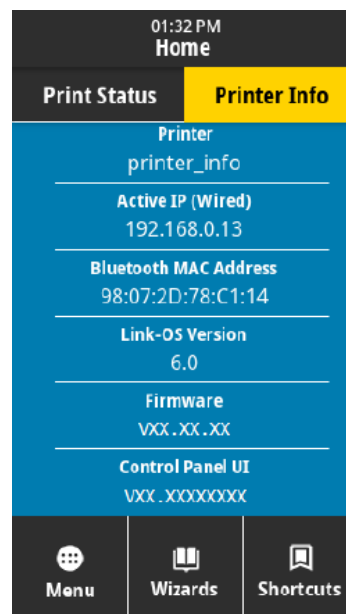 01:32 PM
Home
Print Status
Printer Info
Printer
printer_info
Active IP (Wired)
192.168.0.13
Bluetooth MAC Address
98:07:2D:78:C1:14
Link-OS Version
6.0
Firmware
VXX.XX.XX
Control Panel UI
VXX.XXXXXXXX
Menu
Wizards
Shortcuts